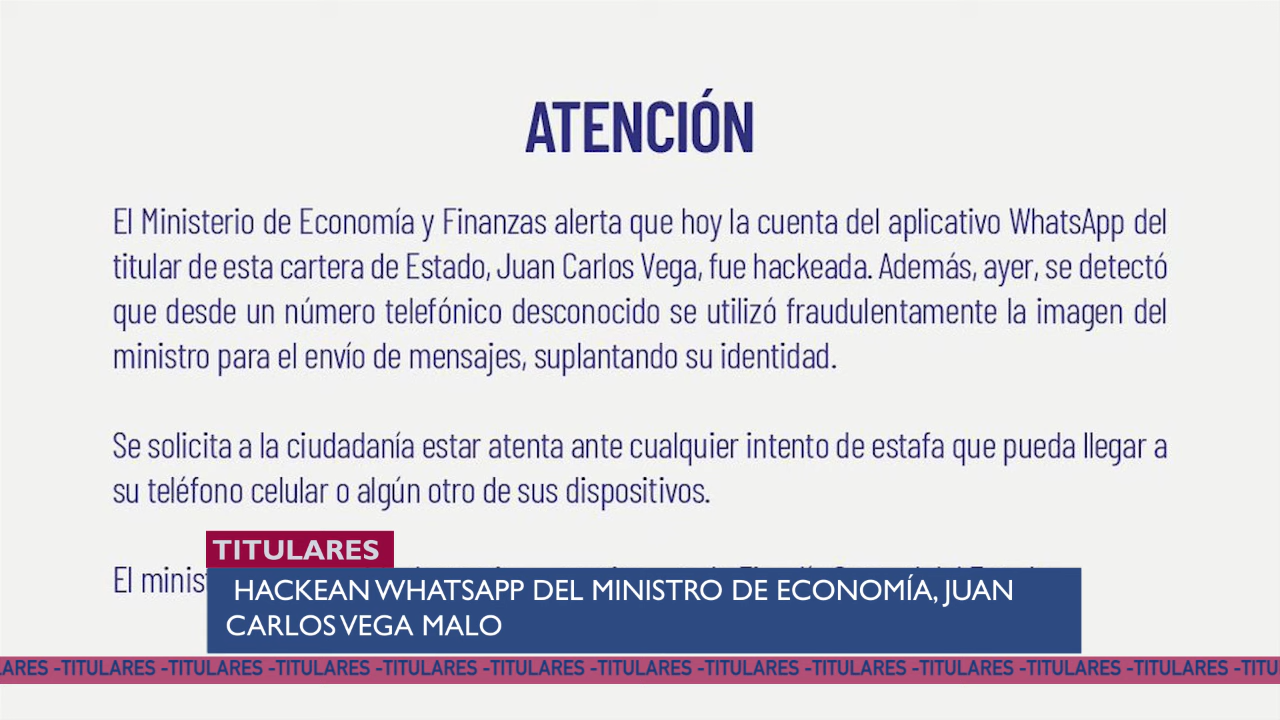 ATENCIÓN
El Ministerio de Economía y Finanzas alerta que hoy la cuenta del aplicativo WhatsApp del
titular de esta cartera de Estado, Juan Carlos Vega, fue hackeada. Además, ayer, se detectó
que desde un número telefónico desconocido se utilizó fraudulentamente la imagen del
ministro para el envío de mensajes, suplantando su identidad.
Se solicita a la ciudadanía estar atenta ante cualquier intento de estafa que pueda llegar a
su teléfono celular o algún otro de sus dispositivos.
El minist
TITULARES
HACKEAN WHATSAPP DEL MINISTRO DE ECONOMÍA, JUAN
CARLOS VEGA MALO
LARES -TITULARES -TITULARES -TITULARES -TITULARES -TITULARES -TITULARES -TITULARES -TITULARES -TITULARES -TITULARES -TITULARES -TITU